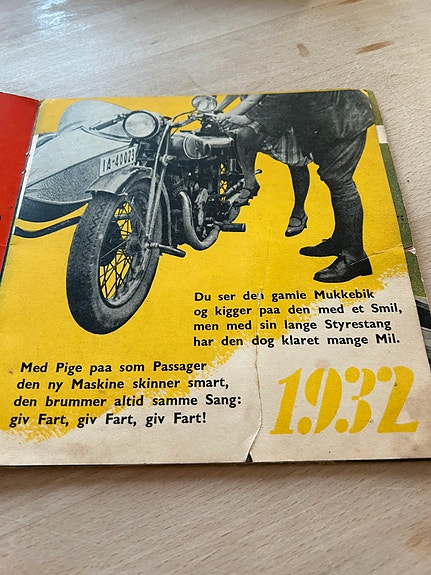 IA-40023
Du ser den gamle Mukkebik
og kigger paa den med et Smil,
men med sin lange Styrestang
har den dog klaret mange Mil.
Med Pige paa som Passager
den ny Maskine skinner smart,
den brummer altid samme Sang:
giv Fart, giv Fart, giv Fart!
1932